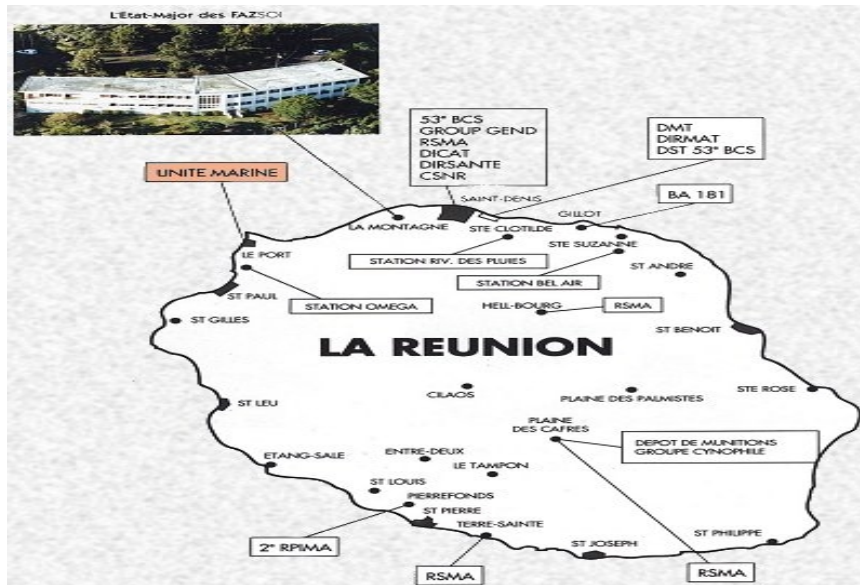 L'Etat-Major des FAZSOI
53° BCS
GROUP GEND
RSMA
DICAT
DIRSANTE
CSNR
DMT
DIRMAT
DST 53° BCS
UNITE MARINE
BA 181
SAINT-DENIS
GILLOT
LA MONTAGNE
STE CLOTILDE
STE SUZANNE
LE PORT
STATION RIV. DES PLUIES
ST ANDRE
STATION BEL AIR
ST PAUL
STATION OMEGA
HELL-BOURG
RSMA
ST GILLES
ST BENOIT
LA REUNION
CILAOS
PLAINE DES PALMISTES
STE ROSE
ST LEU
PLAINE
DES CAFRES
DEPOT DE MUNITIONS
GROUPE CYNOPHILE
ETANG-SALE
ENTRE-DEUX
LE TAMPON
ST LOUIS
PIERREFONDS
ST PIERRE
TERRE-SAINTE
ST PHILIPPE
ST JOSEPH
2° RPIMA
RSMA
RSMA